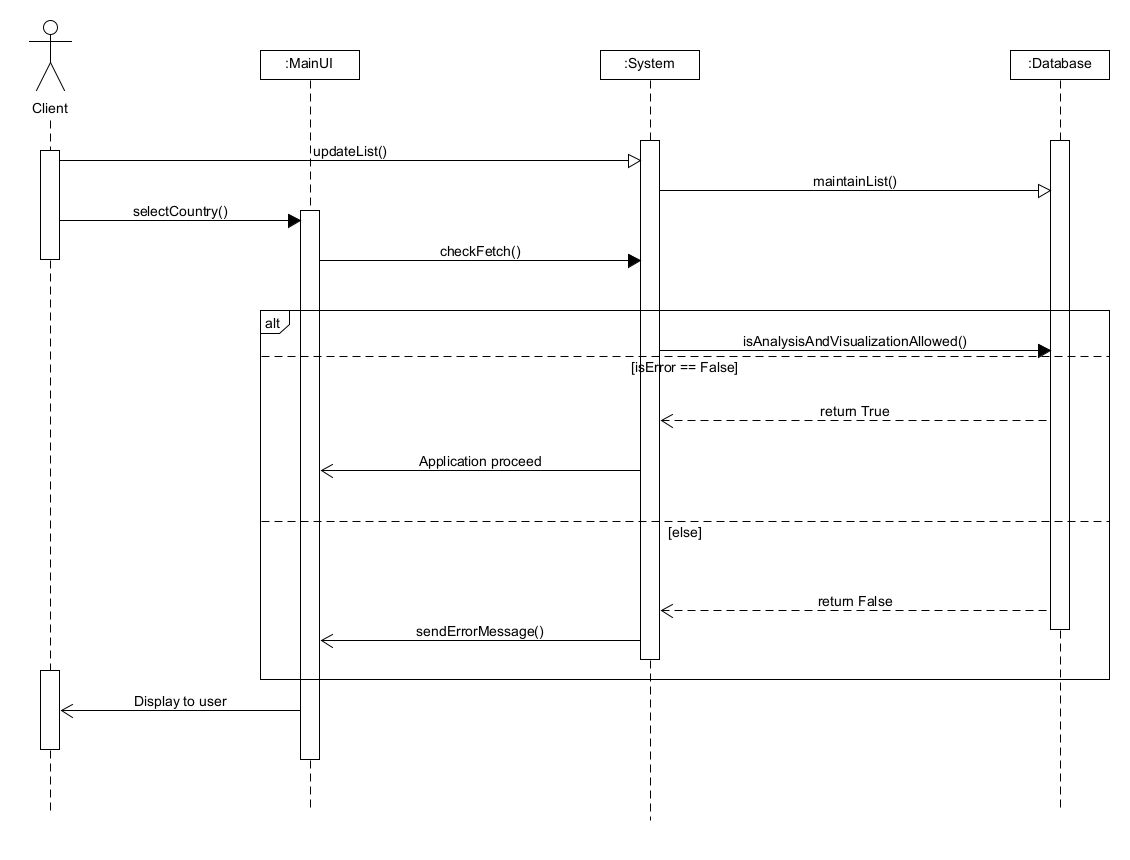 :MainUI
:System
:Database
Client
updateList()
maintainList()
selectCountry()
checkFetch()
alt
isAnalysisAndVisualizationAllowed()
[isError == False]
return True
Application proceed
[else]
return False
sendErrorMessage()
Display to user